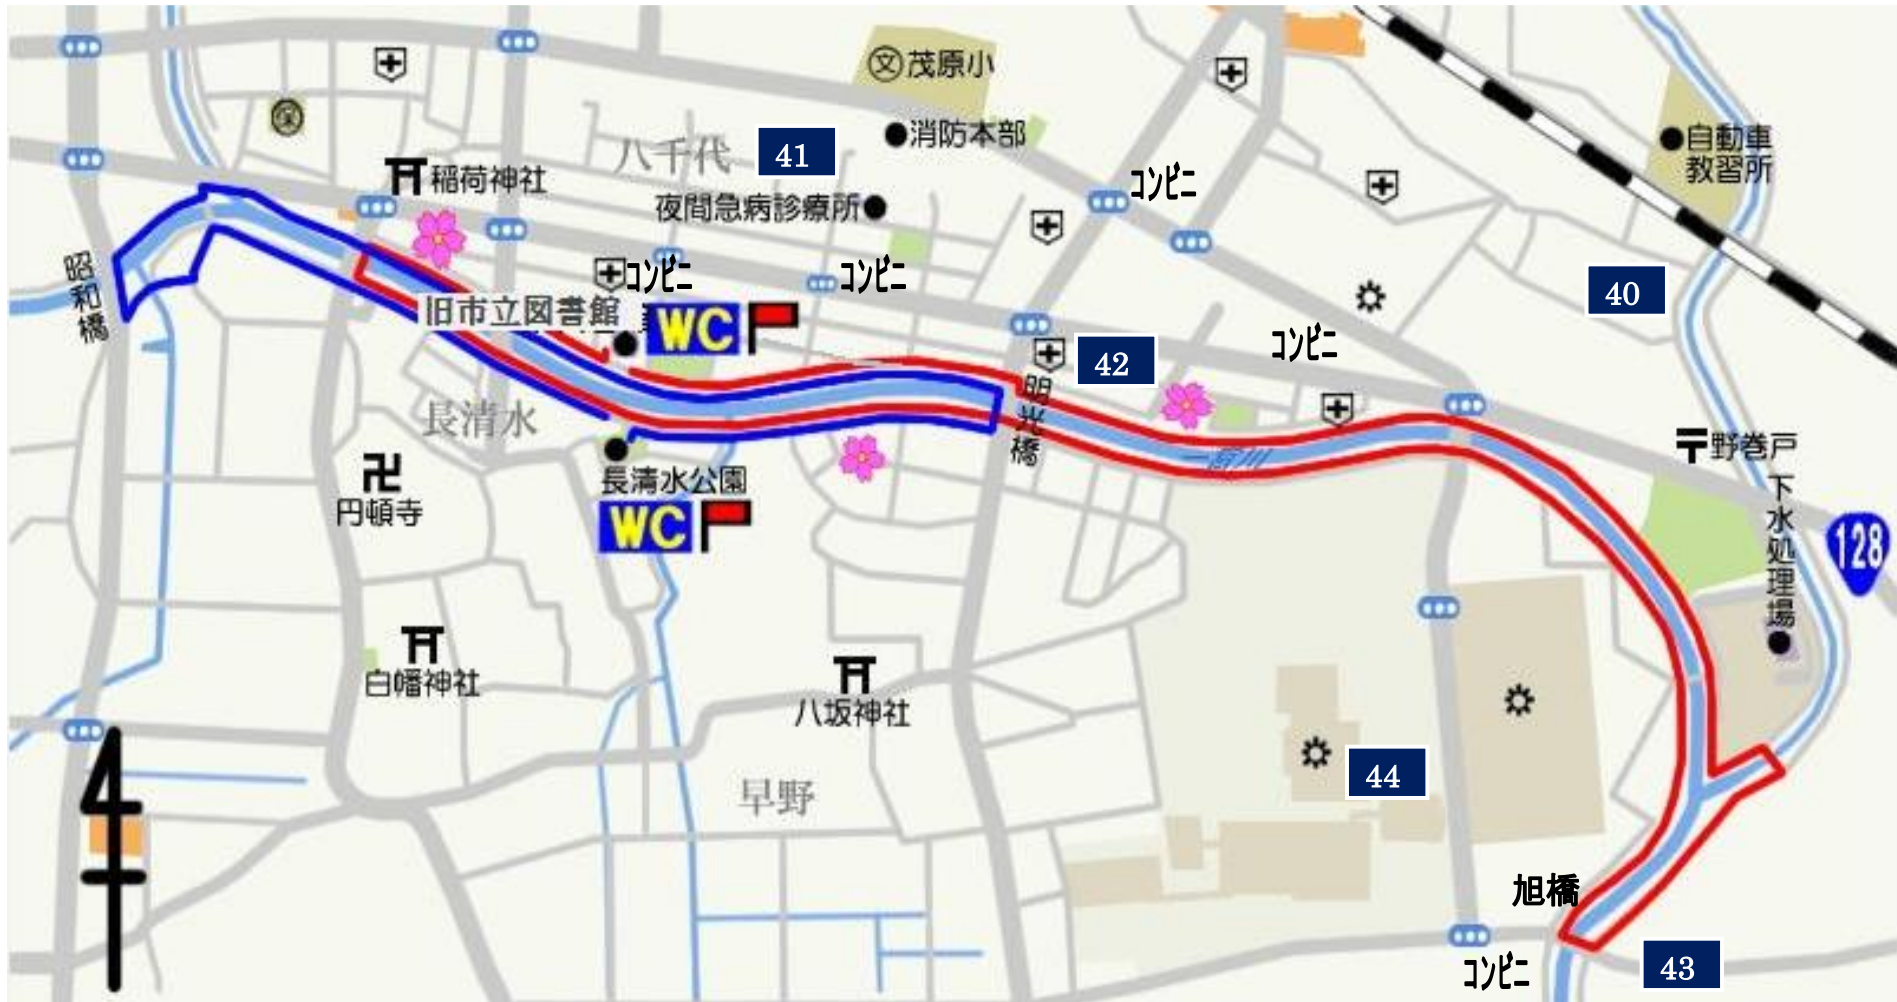 茂原小
消防本部
八千代
41
自動車
教習所
稲荷神社
夜間急病診療所
コンビニ
昭和橋
コンビニ
コンビニ
40
旧市立図書館
WC
42
コンビニ
明光橋
長清水
一宮川
野巻戸
円頓寺
長清水公園
WC
下水処理場
128
白幡神社
八坂神社
44
早野
旭橋
コンビニ
43